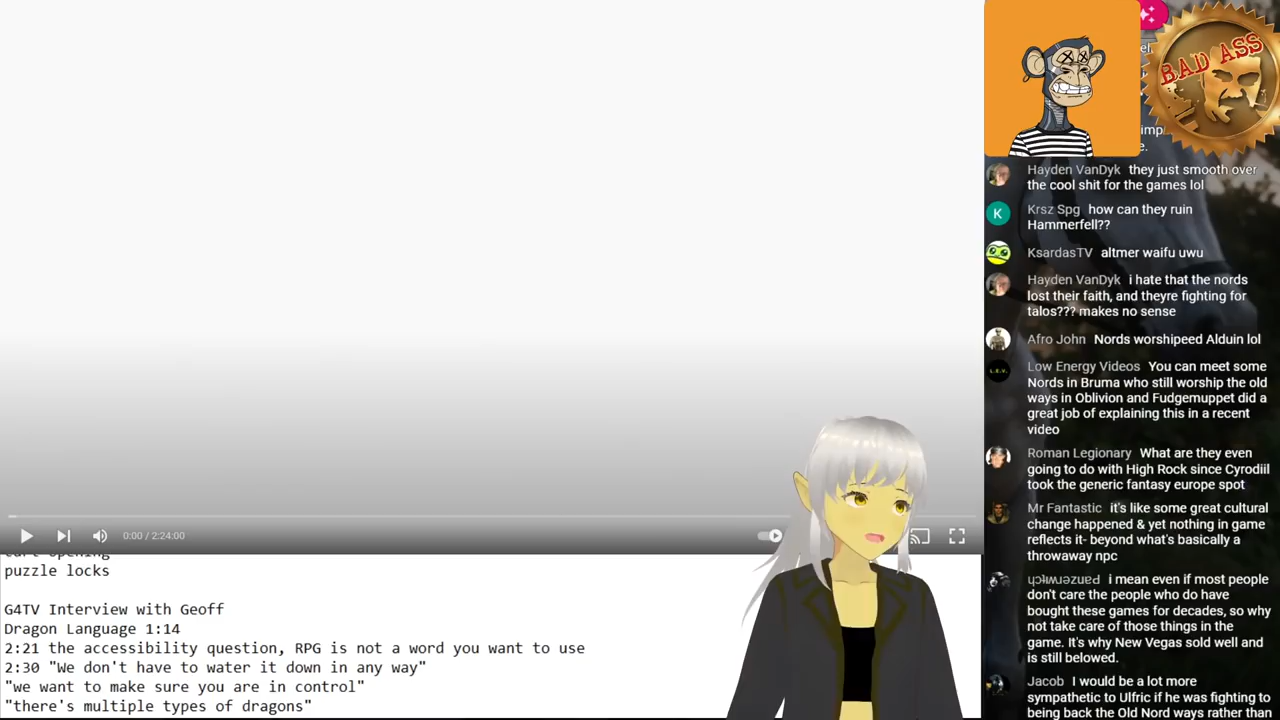 BAD ASS
they just smooth over
Hayden VanDyk
the cool shit for the games lol
K
Krsz Spg how can they ruin
Hammerfell??
KsardasTV altmer waifu uwu
Hayden VanDyk i hate that the nords
lost their faith, and theyre fighting for
talos??? makes no sense
Afro John Nords worshipeed Alduin lol
L.E.V.
Low Energy Videos You can meet some
Nords in Bruma who still worship the old
ways in Oblivion and Fudgemuppet did a
great job of explaining this in a recent
video
Roman Legionary What are they even
going to do with High Rock since Cyrodiil
took the generic fantasy europe spot
Mr Fantastic it's like some great cultural
change happened & yet nothing in game
reflects it- beyond what's basically a
throwaway npc
i mean even if most people
don't care the people who do have
bought these games for decades, so why
not take care of those things in the
game. It's why New Vegas sold well and
is still belowed.
Jacob I would be a lot more
sympathetic to Ulfric if he was fighting to
being back the Old Nord ways rather than
0:00 / 2:24:00
puzzle locks
G4TV Interview with Geoff
Dragon Language 1:14
2:21 the accessibility question, RPG is not a word you want to use
2:30 "We don't have to water it down in any way"
"we want to make sure you are in control"
"there's multiple types of dragons"